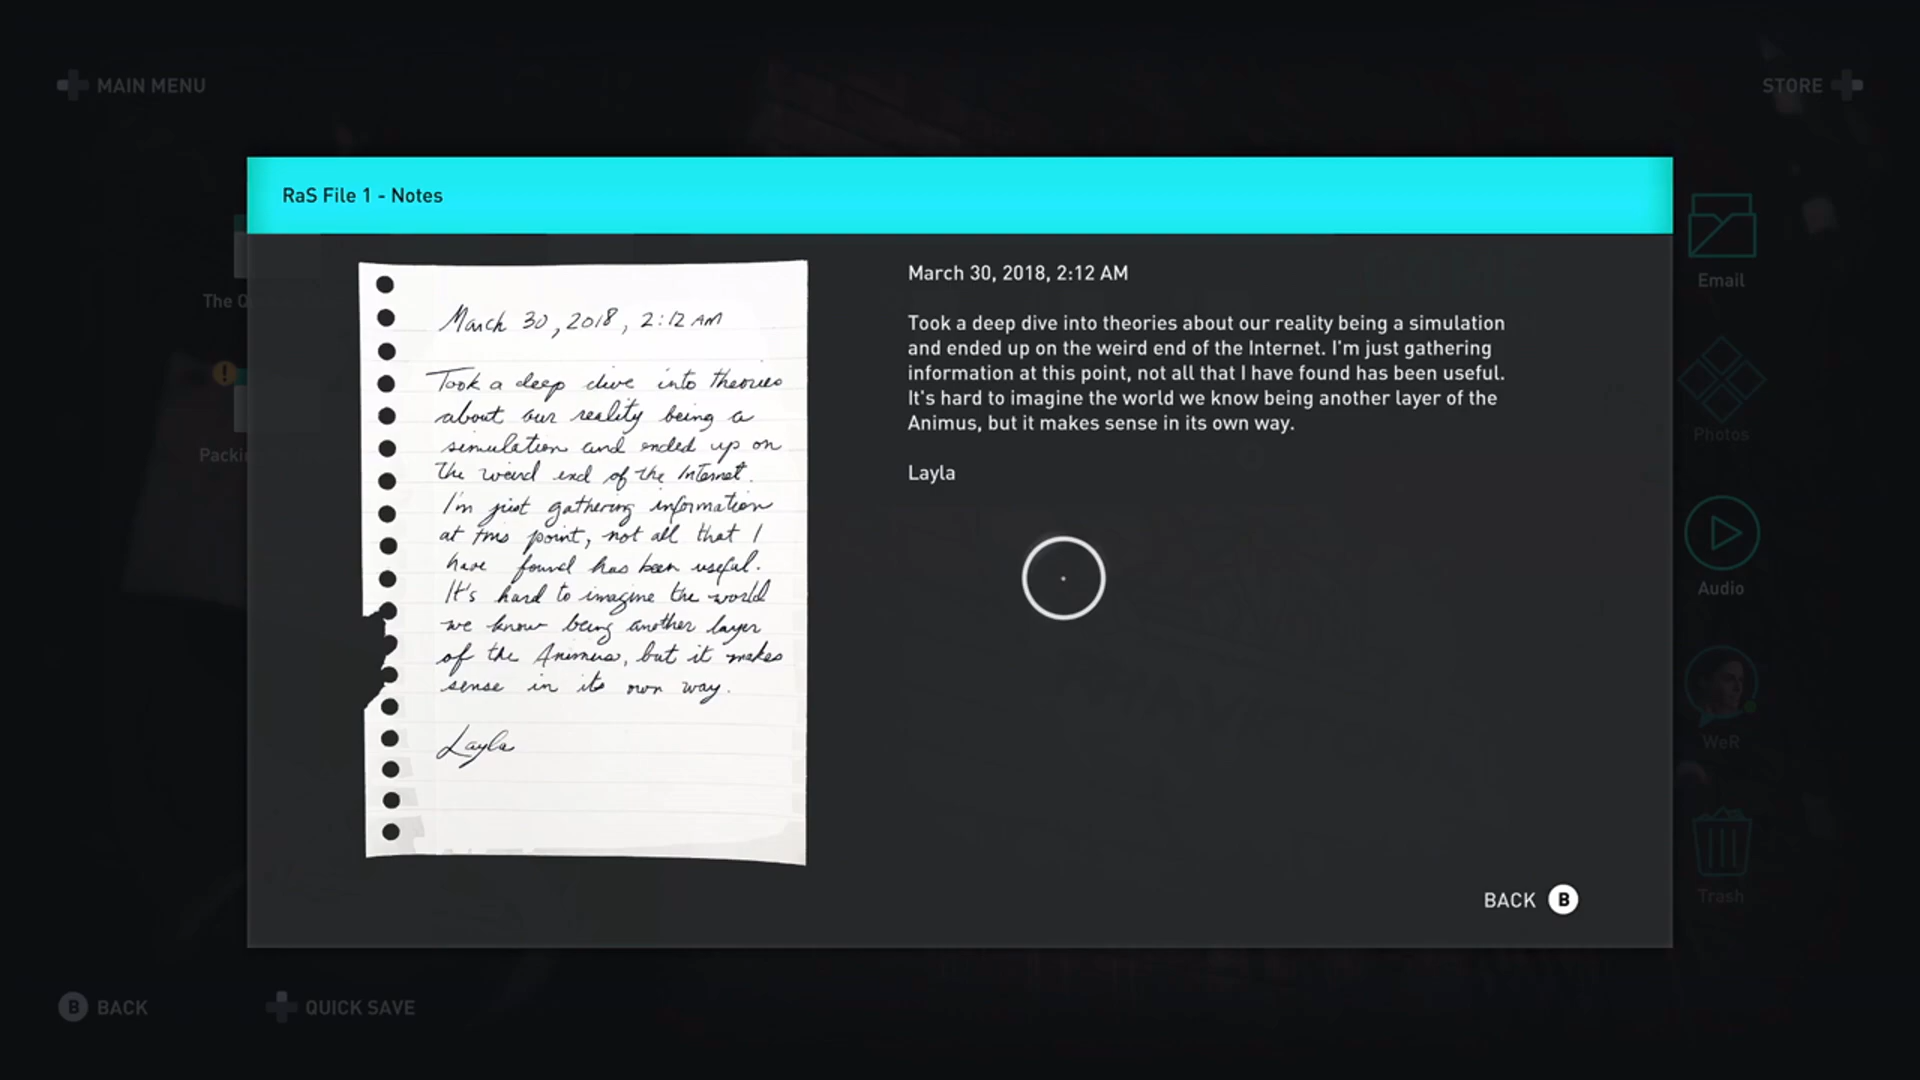 MAIN MENU
STORE
RaS File 1 - Notes
March 30, 2018, 2:12 AM
Took a deep dive into theories
about our reality being a
simulation and ended up on
the weird end of the Internet.
I'm just gathering information
at this point, not all that I
have found has been useful.
It's hard to imagine the world
we know being another layer
of the Animus, but it makes
sense in its own way.
Layla
March 30, 2018, 2:12 AM
Took a deep dive into theories about our reality being a simulation
and ended up on the weird end of the Internet. I'm just gathering
information at this point, not all that I have found has been useful.
It's hard to imagine the world we know being another layer of the
Animus, but it makes sense in its own way.
Layla
The
Email
Photos
Audio
WeR
Trash
BACK B
B BACK
QUICK SAVE